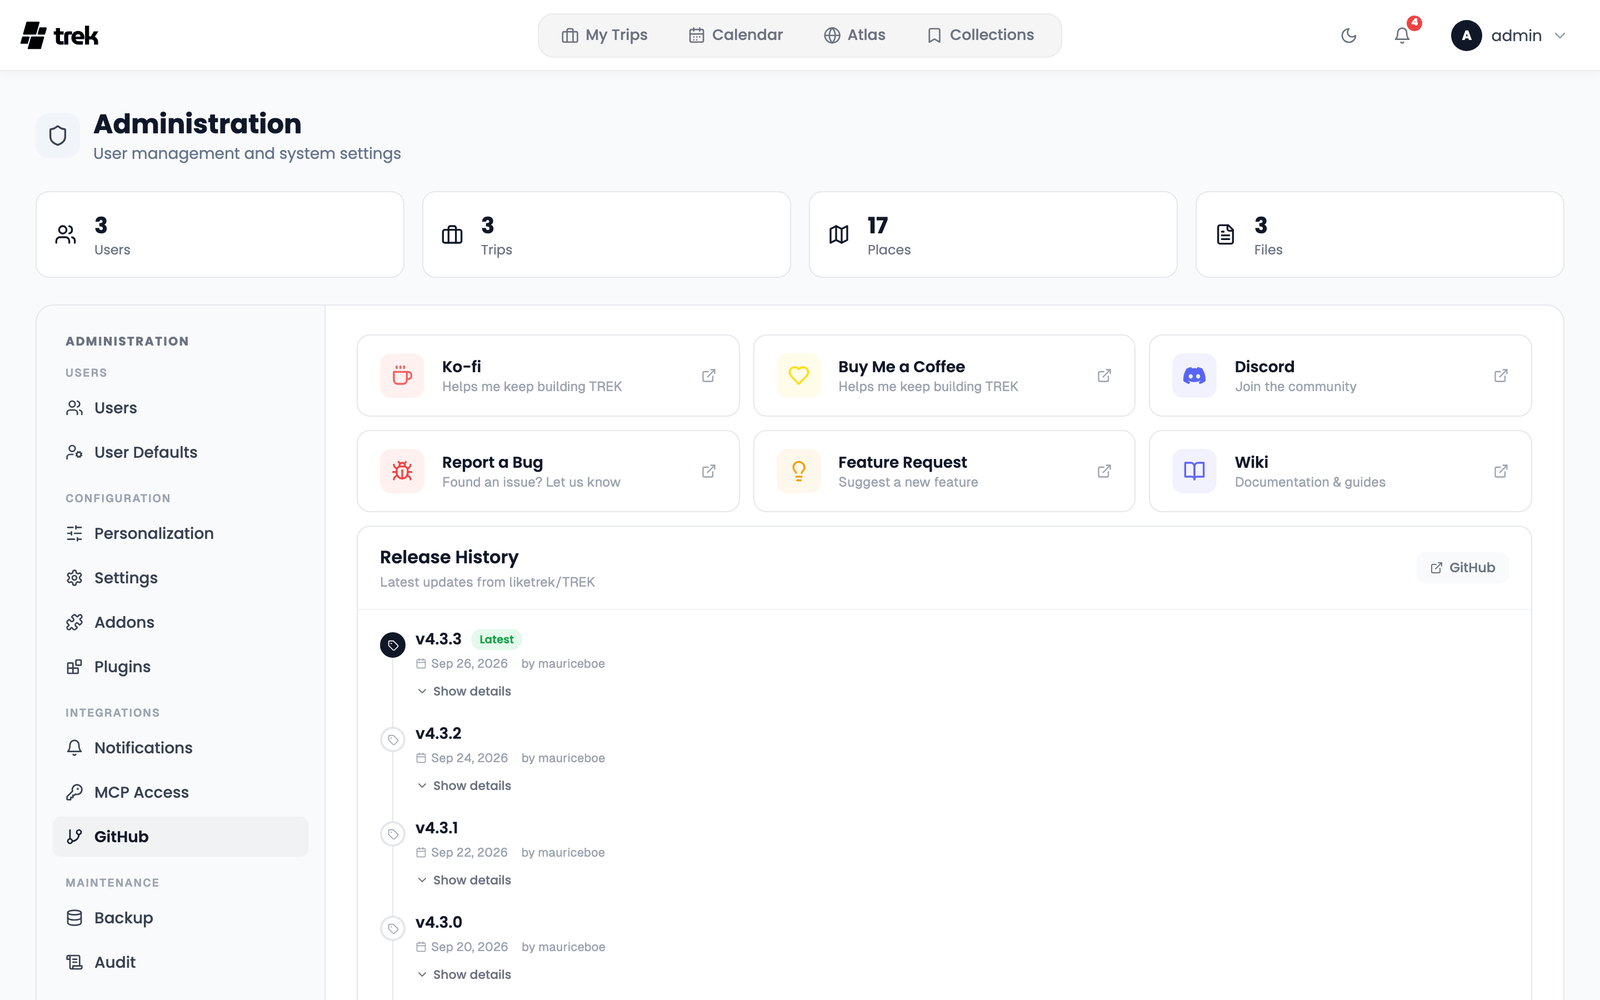 trek
My Trips
Calendar
Atlas
Collections
4
A
admin
Administration
User management and system settings
3
Users
3
Trips
17
Places
3
Files
ADMINISTRATION
USERS
Users
User Defaults
CONFIGURATION
Personalization
Settings
Addons
Plugins
INTEGRATIONS
Notifications
MCP Access
GitHub
MAINTENANCE
Backup
Audit
Ko-fi
Helps me keep building TREK
Buy Me a Coffee
Helps me keep building TREK
Discord
Join the community
Report a Bug
Found an issue? Let us know
Feature Request
Suggest a new feature
Wiki
Documentation & guides
Release History
Latest updates from liketrek/TREK
GitHub
v4.3.3 Latest
Sep 26, 2026 by mauriceboe
Show details
v4.3.2
Sep 24, 2026 by mauriceboe
Show details
v4.3.1
Sep 22, 2026 by mauriceboe
Show details
v4.3.0
Sep 20, 2026 by mauriceboe
Show details